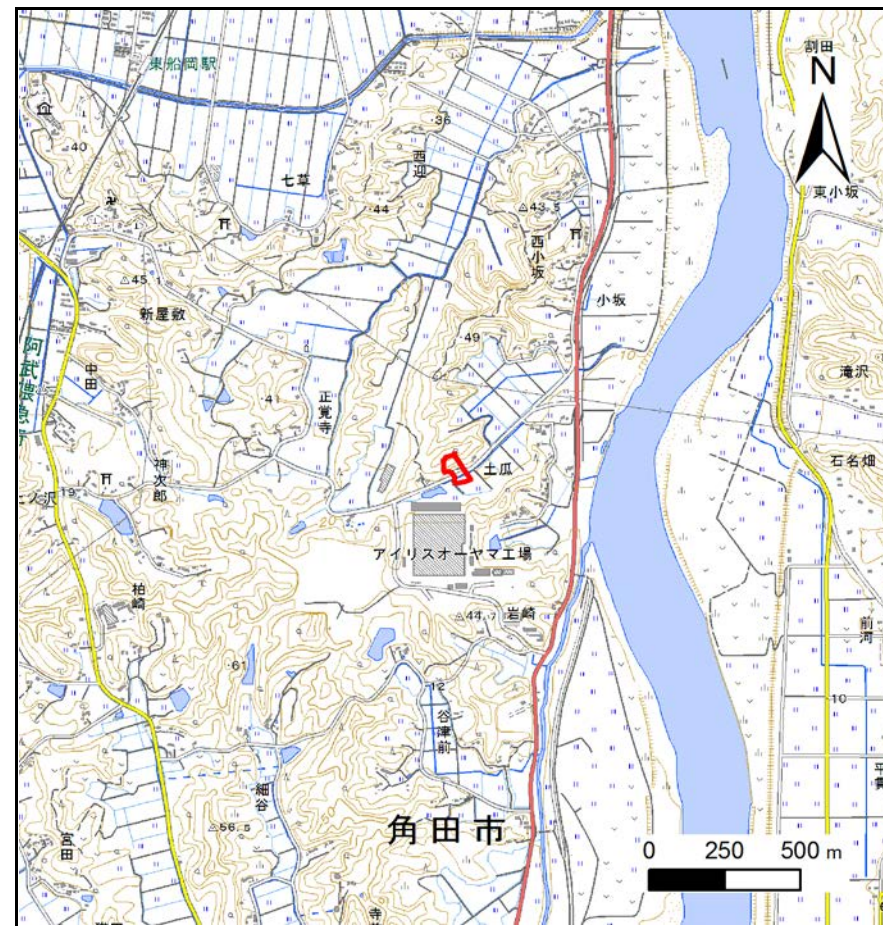 東船岡駅
割田
N
40
36
西迎
七草
44
43.5
東小坂
西小坂
45.1
小坂
新屋敷
10
49
中田
滝沢
41
正覚寺
土瓜
石名畑
神次郎
19
20
アイリスオーヤマ工場
柏崎
44.7
岩崎
前河
61
12
10
谷津前
細谷
角田市
56.5
宮田
0 250 500 m